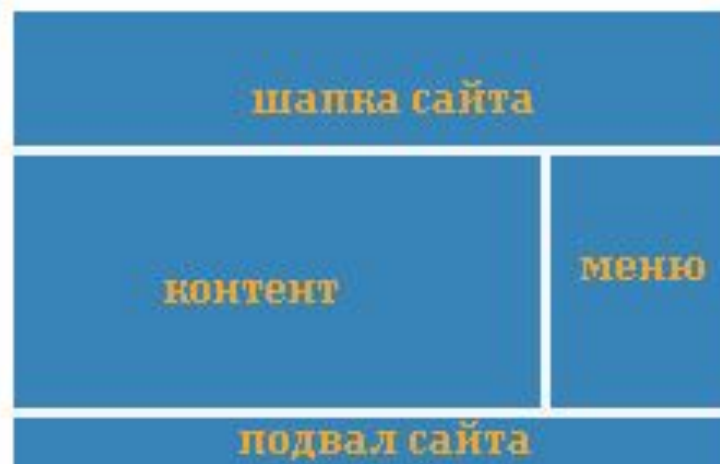 шапка сайта
контент
меню
подвал сайта